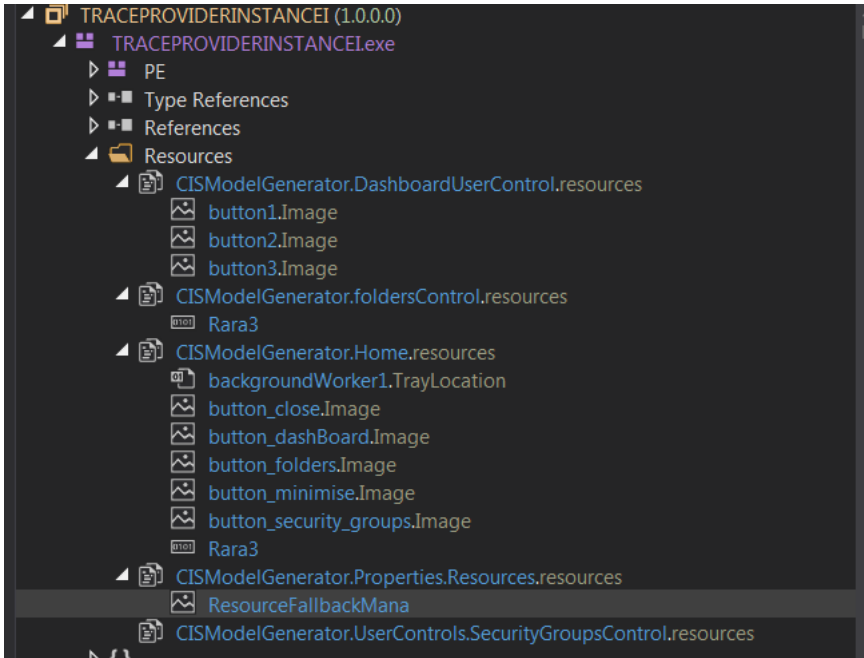 TRACEPROVIDERINSTANCEI (1.0.0.0)
TRACEPROVIDERINSTANCEI.exe
PE
Type References
References
Resources
CISModelGenerator.DashboardUserControl.resources
button1.Image
button2.Image
button3.Image
CISModelGenerator.foldersControl.resources
Rara3
CISModelGenerator.Home.resources
backgroundWorker1.TrayLocation
button_close.Image
button_dashBoard.Image
button_folders.Image
button_minimise.Image
button_security_groups.Image
Rara3
CISModelGenerator.Properties.Resources.resources
ResourceFallbackMana
CISModelGenerator.UserControls.SecurityGroupsControl.resources